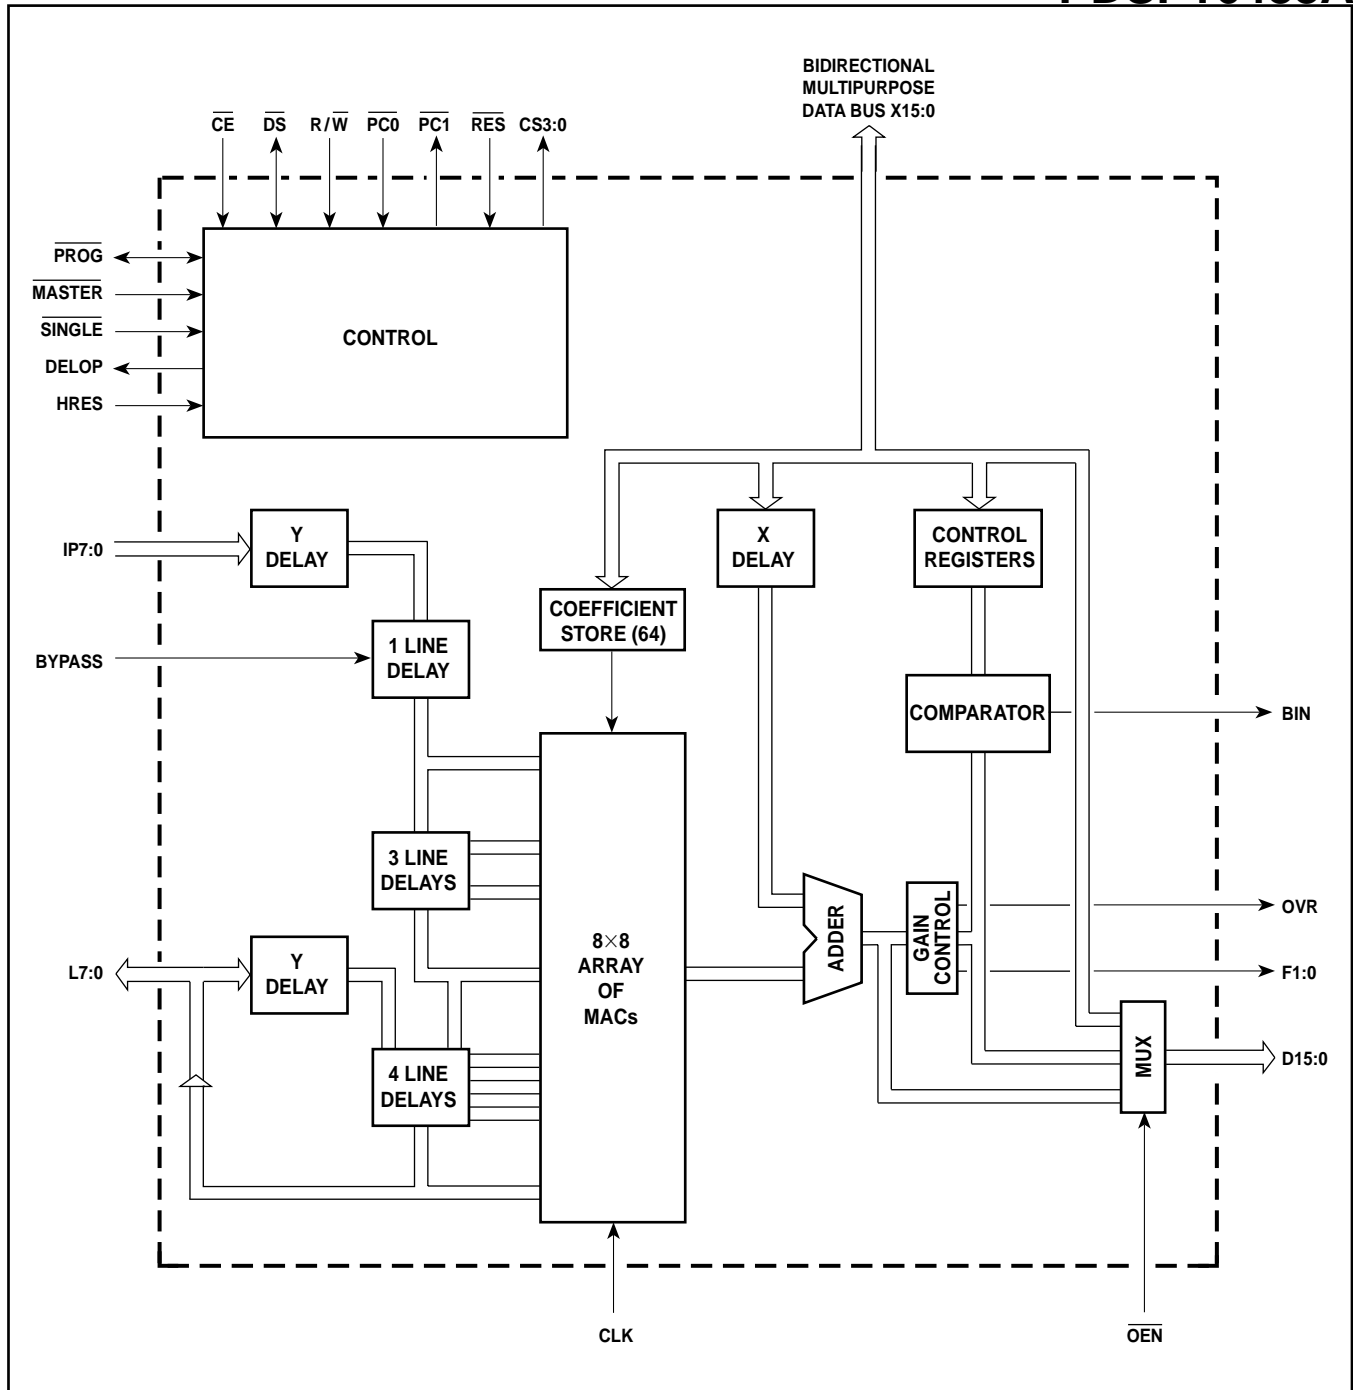 BIDIRECTIONAL
MULTIPURPOSE
DATA BUS X15:0
CE DS R/W PC0 PC1 RES CS3:0
PROG
MASTER
SINGLE
DELOP
HRES
CONTROL
IP7:0
Y
DELAY
X
DELAY
CONTROL
REGISTERS
COEFFICIENT
STORE (64)
BYPASS
1 LINE
DELAY
COMPARATOR
BIN
3 LINE
DELAYS
8×8
ARRAY
OF
MACs
ADDER
GAIN
CONTROL
OVR
F1:0
L7:0
Y
DELAY
4 LINE
DELAYS
MUX
D15:0
CLK
OEN